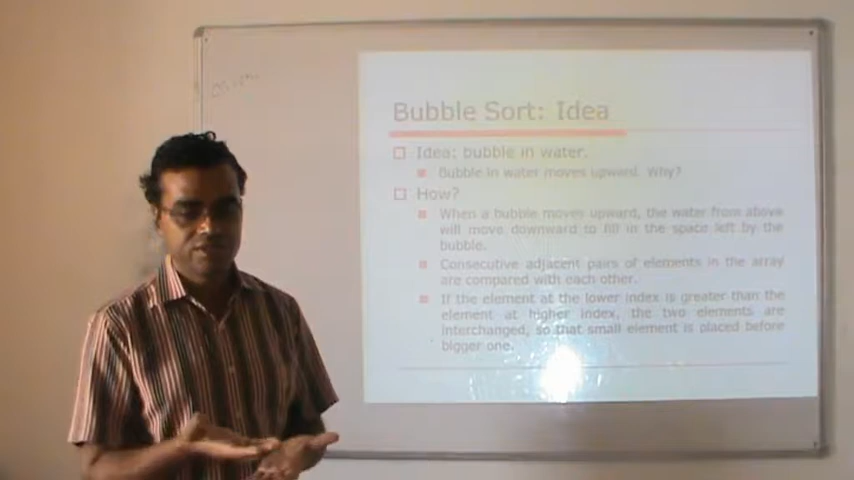 Bubble Sort: Idea
Idea: bubble in water.
Bubble in water moves upward. Why?
How?
When a bubble moves upward, the water from above
will move downward to fill in the space left by the
bubble.
Consecutive adjacent pairs of elements in the array
are compared with each other.
If the element at the lower index is greater than the
element at higher index, the two elements are
interchanged, so that small element is placed before
bigger one.